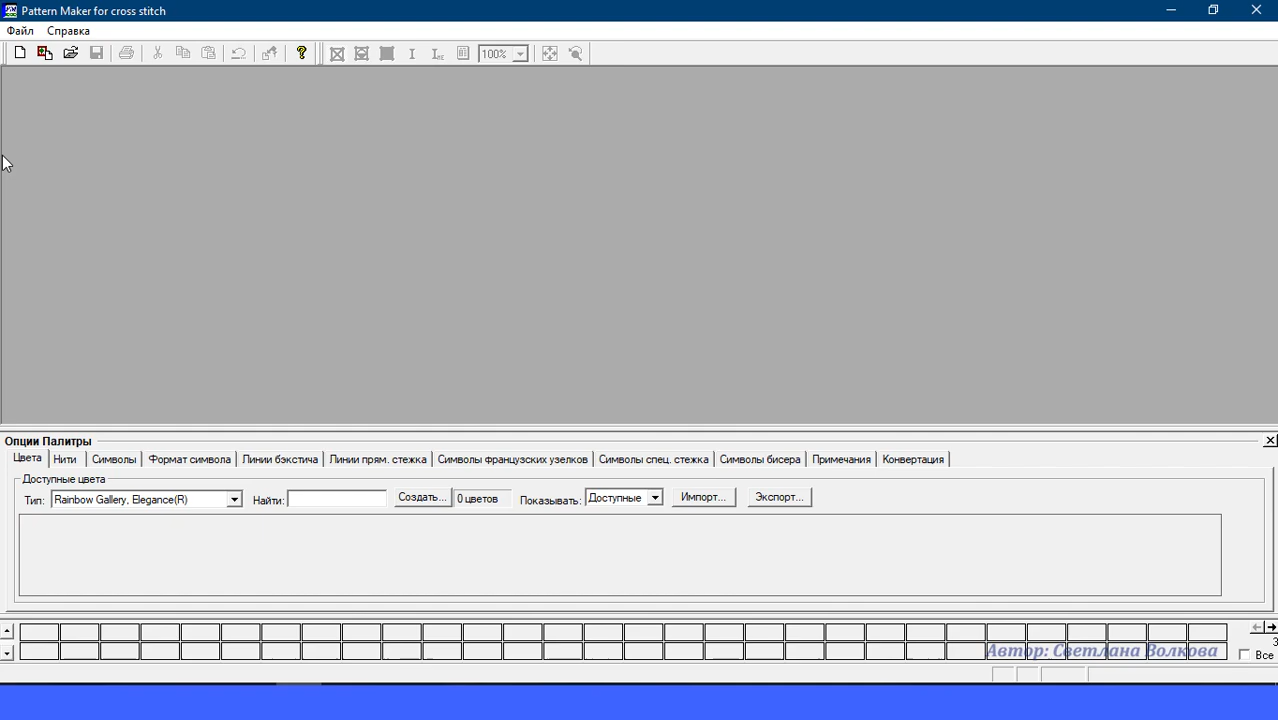 Pattern Maker for cross stitch
Файл Справка
100%
Опции Палитры
Цвета Нити Символы Формат символа Линии бэкстича Линии прям. стежка Символы французских узелков Символы спец. стежка Символы бисера Примечания Конвертация
Доступные цвета
Тип: Rainbow Gallery, Elegance(R) Найти: Создать... 0 цветов Показывать: Доступные Импорт... Экспорт...
3
Автор: Светлана Волкова
Все